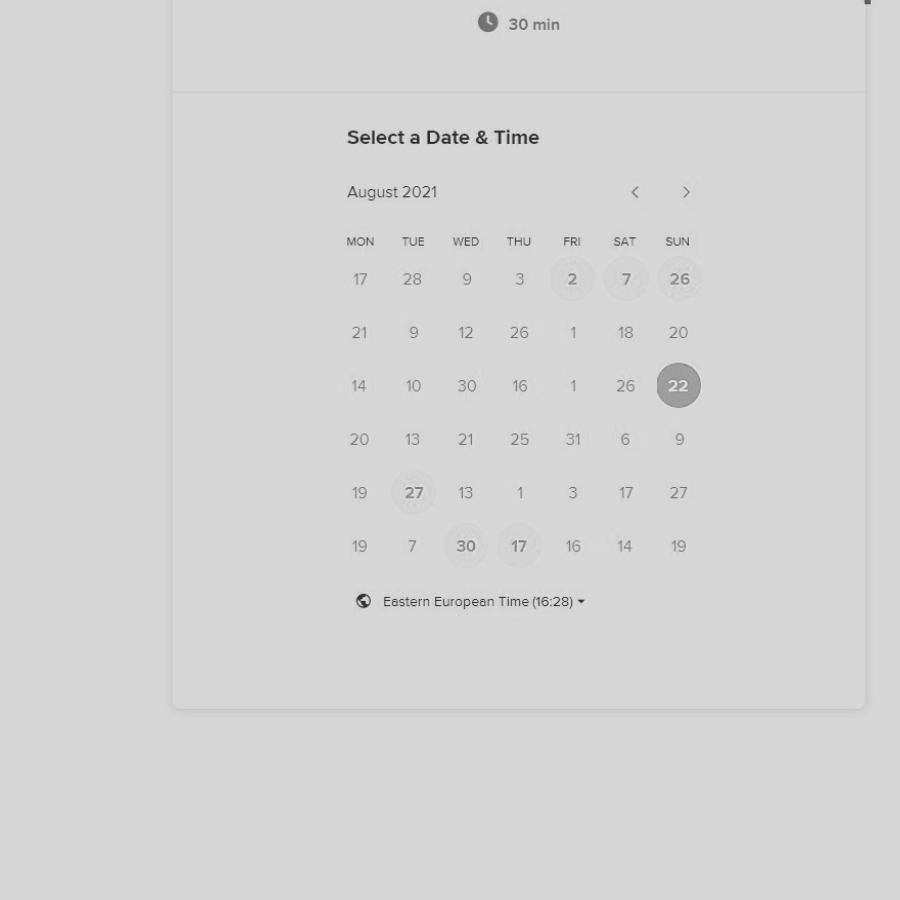 30 min
Select a Date & Time
August 2021
MON TUE WED THU FRI SAT SUN
17 28 9 3 2 7 26
21 9 12 26 1 18 20
14 10 30 16 1 26 22
20 13 21 25 31 6 9
19 27 13 1 3 17 27
19 7 30 17 16 14 19
Eastern European Time (16:28)